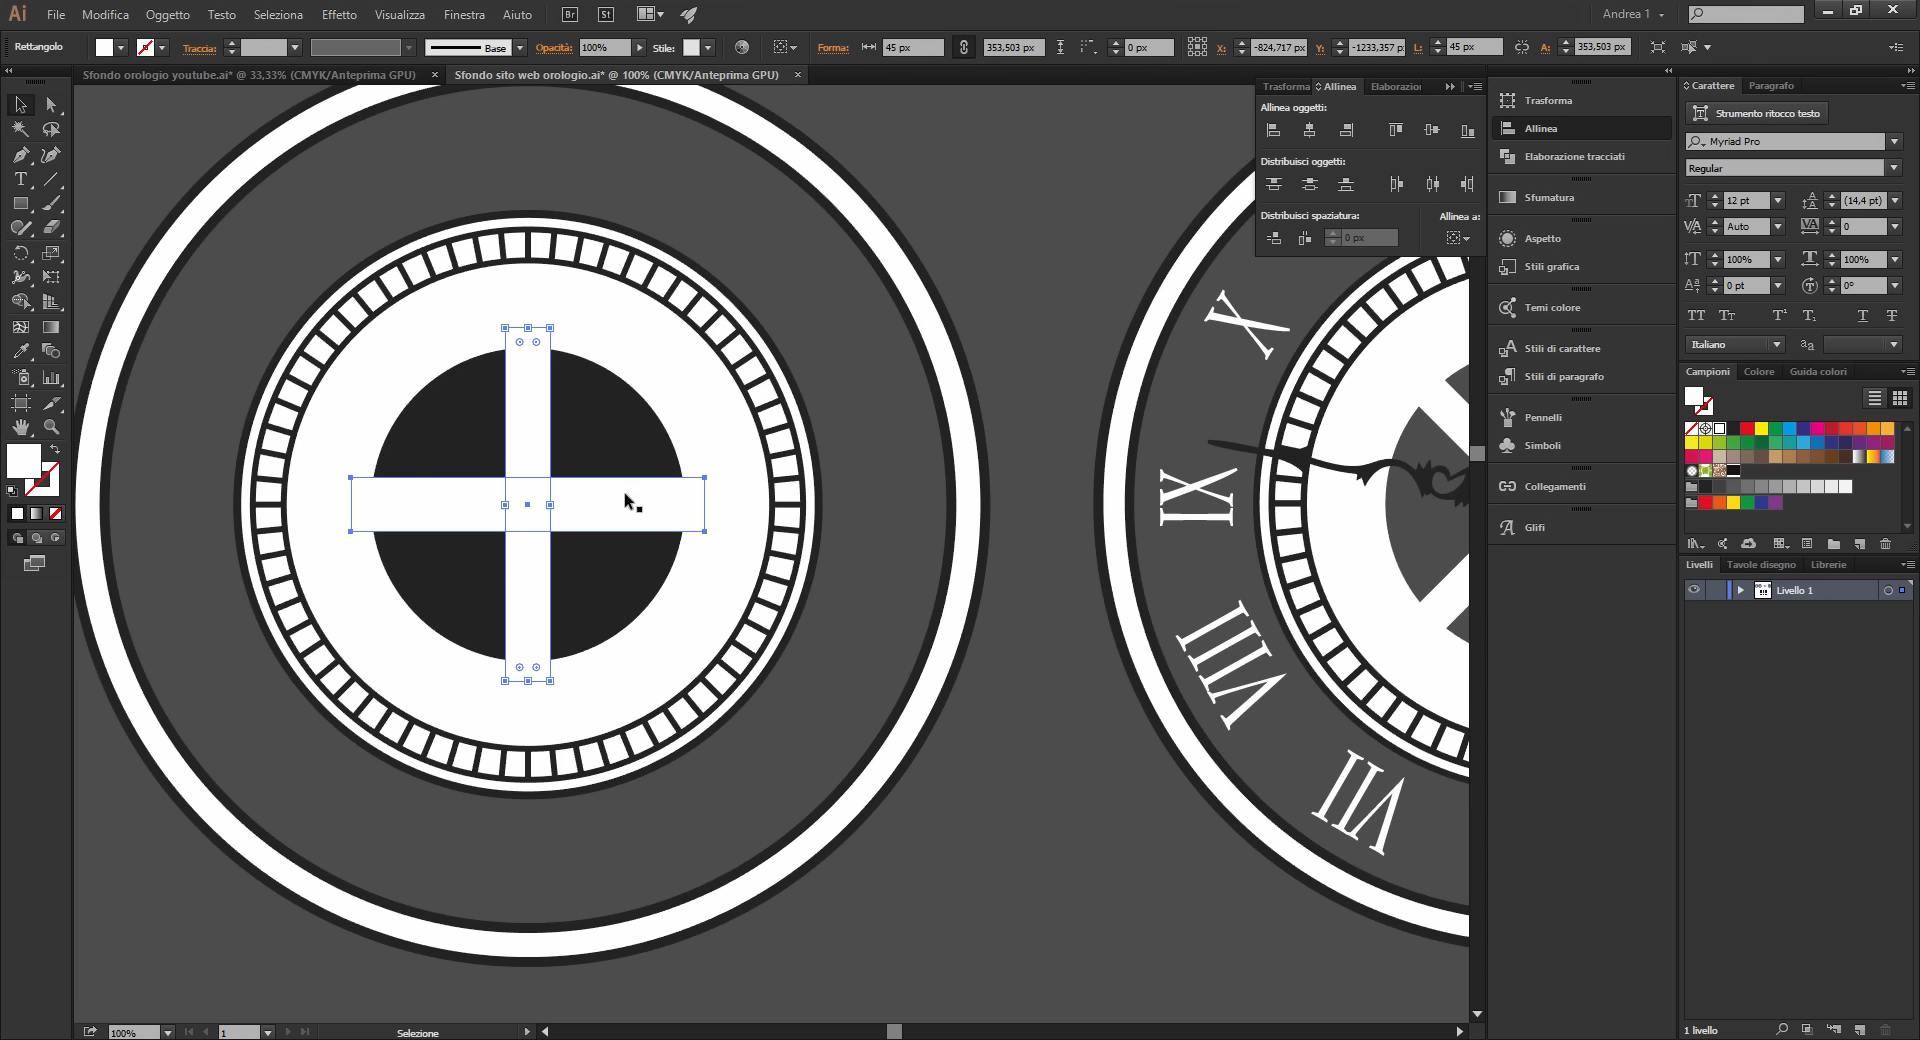 Ai File Modifica Oggetto Testo Seleziona Effetto Visualizza Finestra Aiuto Br St Andrea 1
Rettangolo Traccia: Base Opacità: 100% Stile: Forma: 45 px 353,503 px 0 px X: -824,717 px Y: -1233,357 px L: 45 px A: 353,503 px
Sfondo orologio youtube.ai* @ 33,33% (CMYK/Anteprima GPU) × Sfondo sito web orologio.ai* @ 100% (CMYK/Anteprima GPU) ×
Trasforma Allinea Elaborazion
Allinea oggetti:
Distribuisci oggetti:
Distribuisci spaziatura: Allinea a:
0 px
Trasforma
Allinea
Elaborazione tracciati
Sfumatura
Aspetto
Stili grafica
Temi colore
Stili di carattere
Stili di paragrafo
Pennelli
Simboli
Collegamenti
Glifi
Carattere Paragrafo
Strumento ritocco testo
Myriad Pro
Regular
12 pt (14,4 pt)
Auto 0
100% 100%
0 pt 0°
Italiano
Campioni Colore Guida colori
Livelli Tavole disegno Librerie
Livello 1
1 livello
X
IX
VIII
VII
100% 1 Selezione